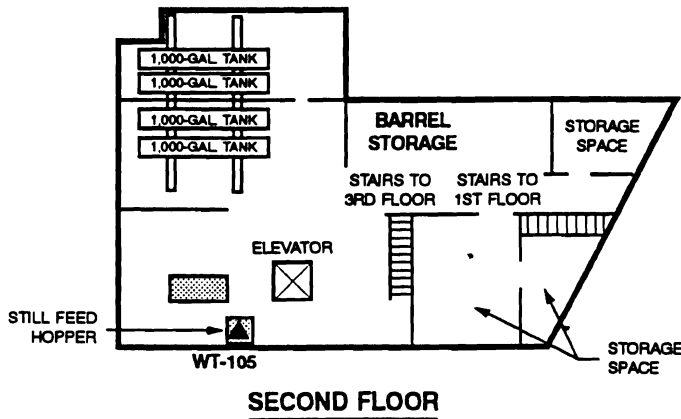 1,000-GAL. TANK
1,000-GAL. TANK
1,000-GAL. TANK
1,000-GAL. TANK
BARREL
STORAGE
STORAGE
SPACE
STAIRS TO
3RD FLOOR
STAIRS TO
1ST FLOOR
ELEVATOR
STILL FEED
HOPPER
WT-105
STORAGE
SPACE
SECOND FLOOR